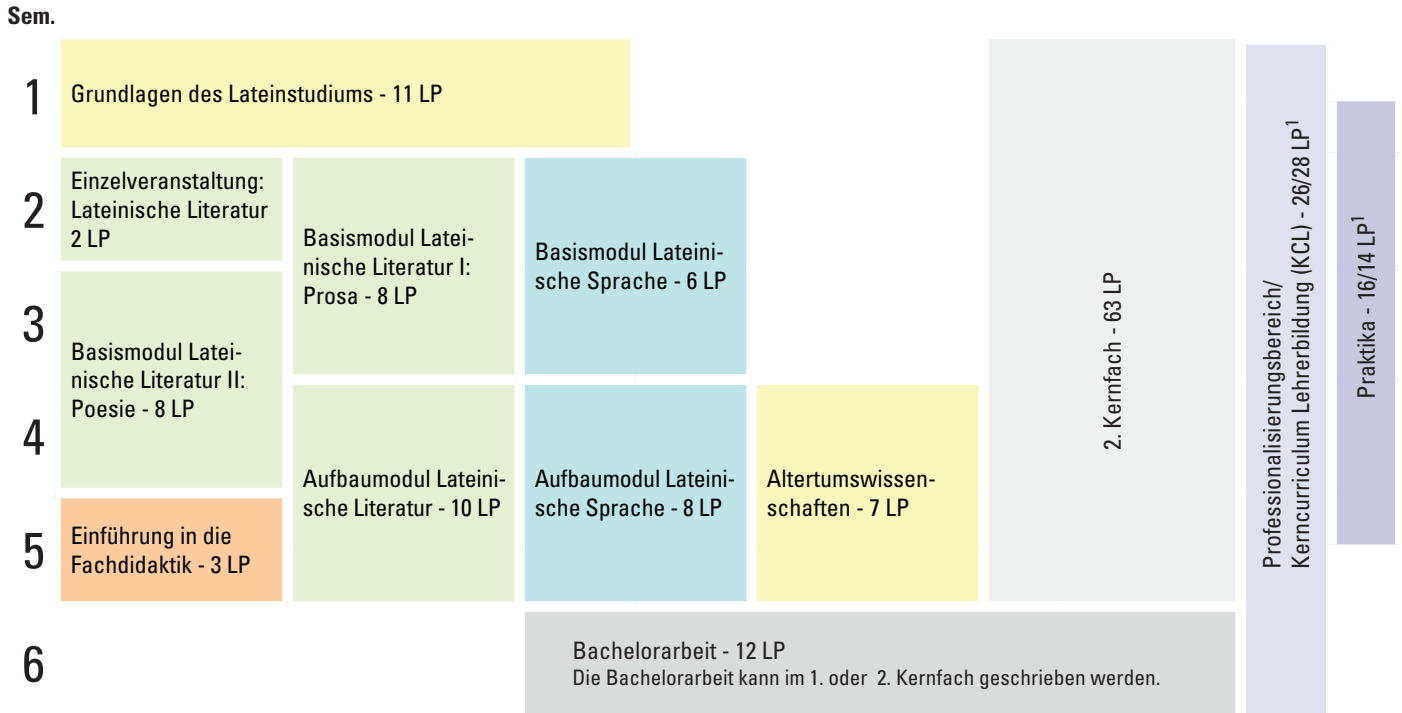 Sem.
1
Grundlagen des Lateinstudiums - 11 LP
2
Einzelveranstaltung:
Lateinische Literatur
2 LP
Basismodul Latei-
nische Literatur I:
Prosa - 8 LP
Basismodul Lateini-
sche Sprache - 6 LP
3
Basismodul Latei-
nische Literatur II:
Poesie - 8 LP
4
Aufbaumodul Lateini-
sche Literatur - 10 LP
Aufbaumodul Lateini-
sche Sprache - 8 LP
Altertumswissen-
schaften - 7 LP
5
Einführung in die
Fachdidaktik - 3 LP
6
Bachelorarbeit - 12 LP
Die Bachelorarbeit kann im 1. oder 2. Kernfach geschrieben werden.
2. Kernfach - 63 LP
Professionalisierungsbereich/
Kerncurriculum Lehrerbildung (KCL) - 26/28 LP¹
Praktika - 16/14 LP¹